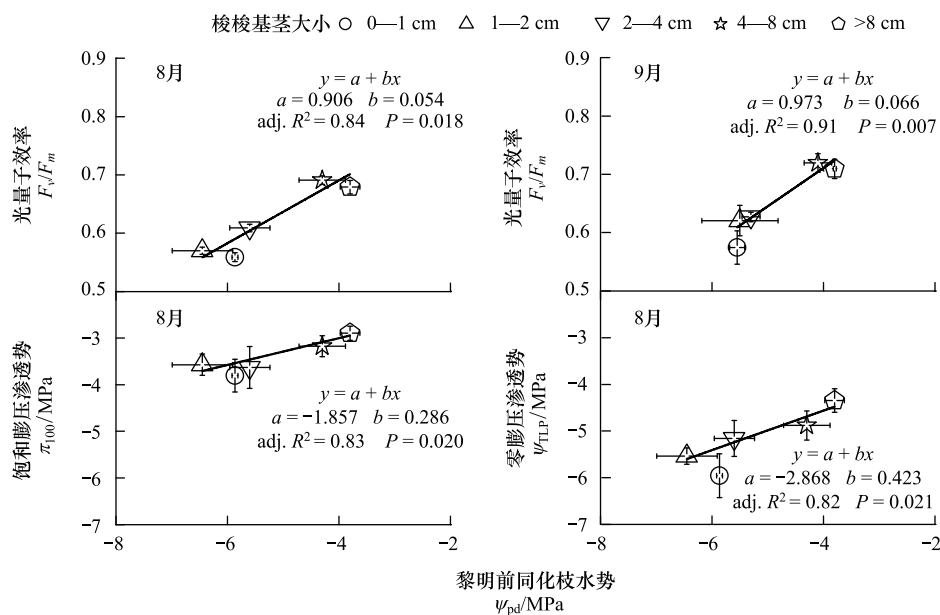 梭梭基茎大小 0—1 cm 1—2 cm 2—4 cm 4—8 cm >8 cm
0.9
0.8
0.7
0.6
0.5
光量子效率
Fv/Fm
8月
y = a + bx
a = 0.906 b = 0.054
adj. R² = 0.84 P = 0.018
0.9
0.8
0.7
0.6
0.5
光量子效率
Fv/Fm
9月
y = a + bx
a = 0.973 b = 0.066
adj. R² = 0.91 P = 0.007
−3
−4
−5
−6
−7
饱和膨压渗透势
π100/MPa
8月
y = a + bx
a = −1.857 b = 0.286
adj. R² = 0.83 P = 0.020
−8 −6 −4 −2
−3
−4
−5
−6
−7
零膨压渗透势
ψTLP/MPa
8月
y = a + bx
a = −2.868 b = 0.423
adj. R² = 0.82 P = 0.021
−8 −6 −4 −2
黎明前同化枝水势
ψpd/MPa